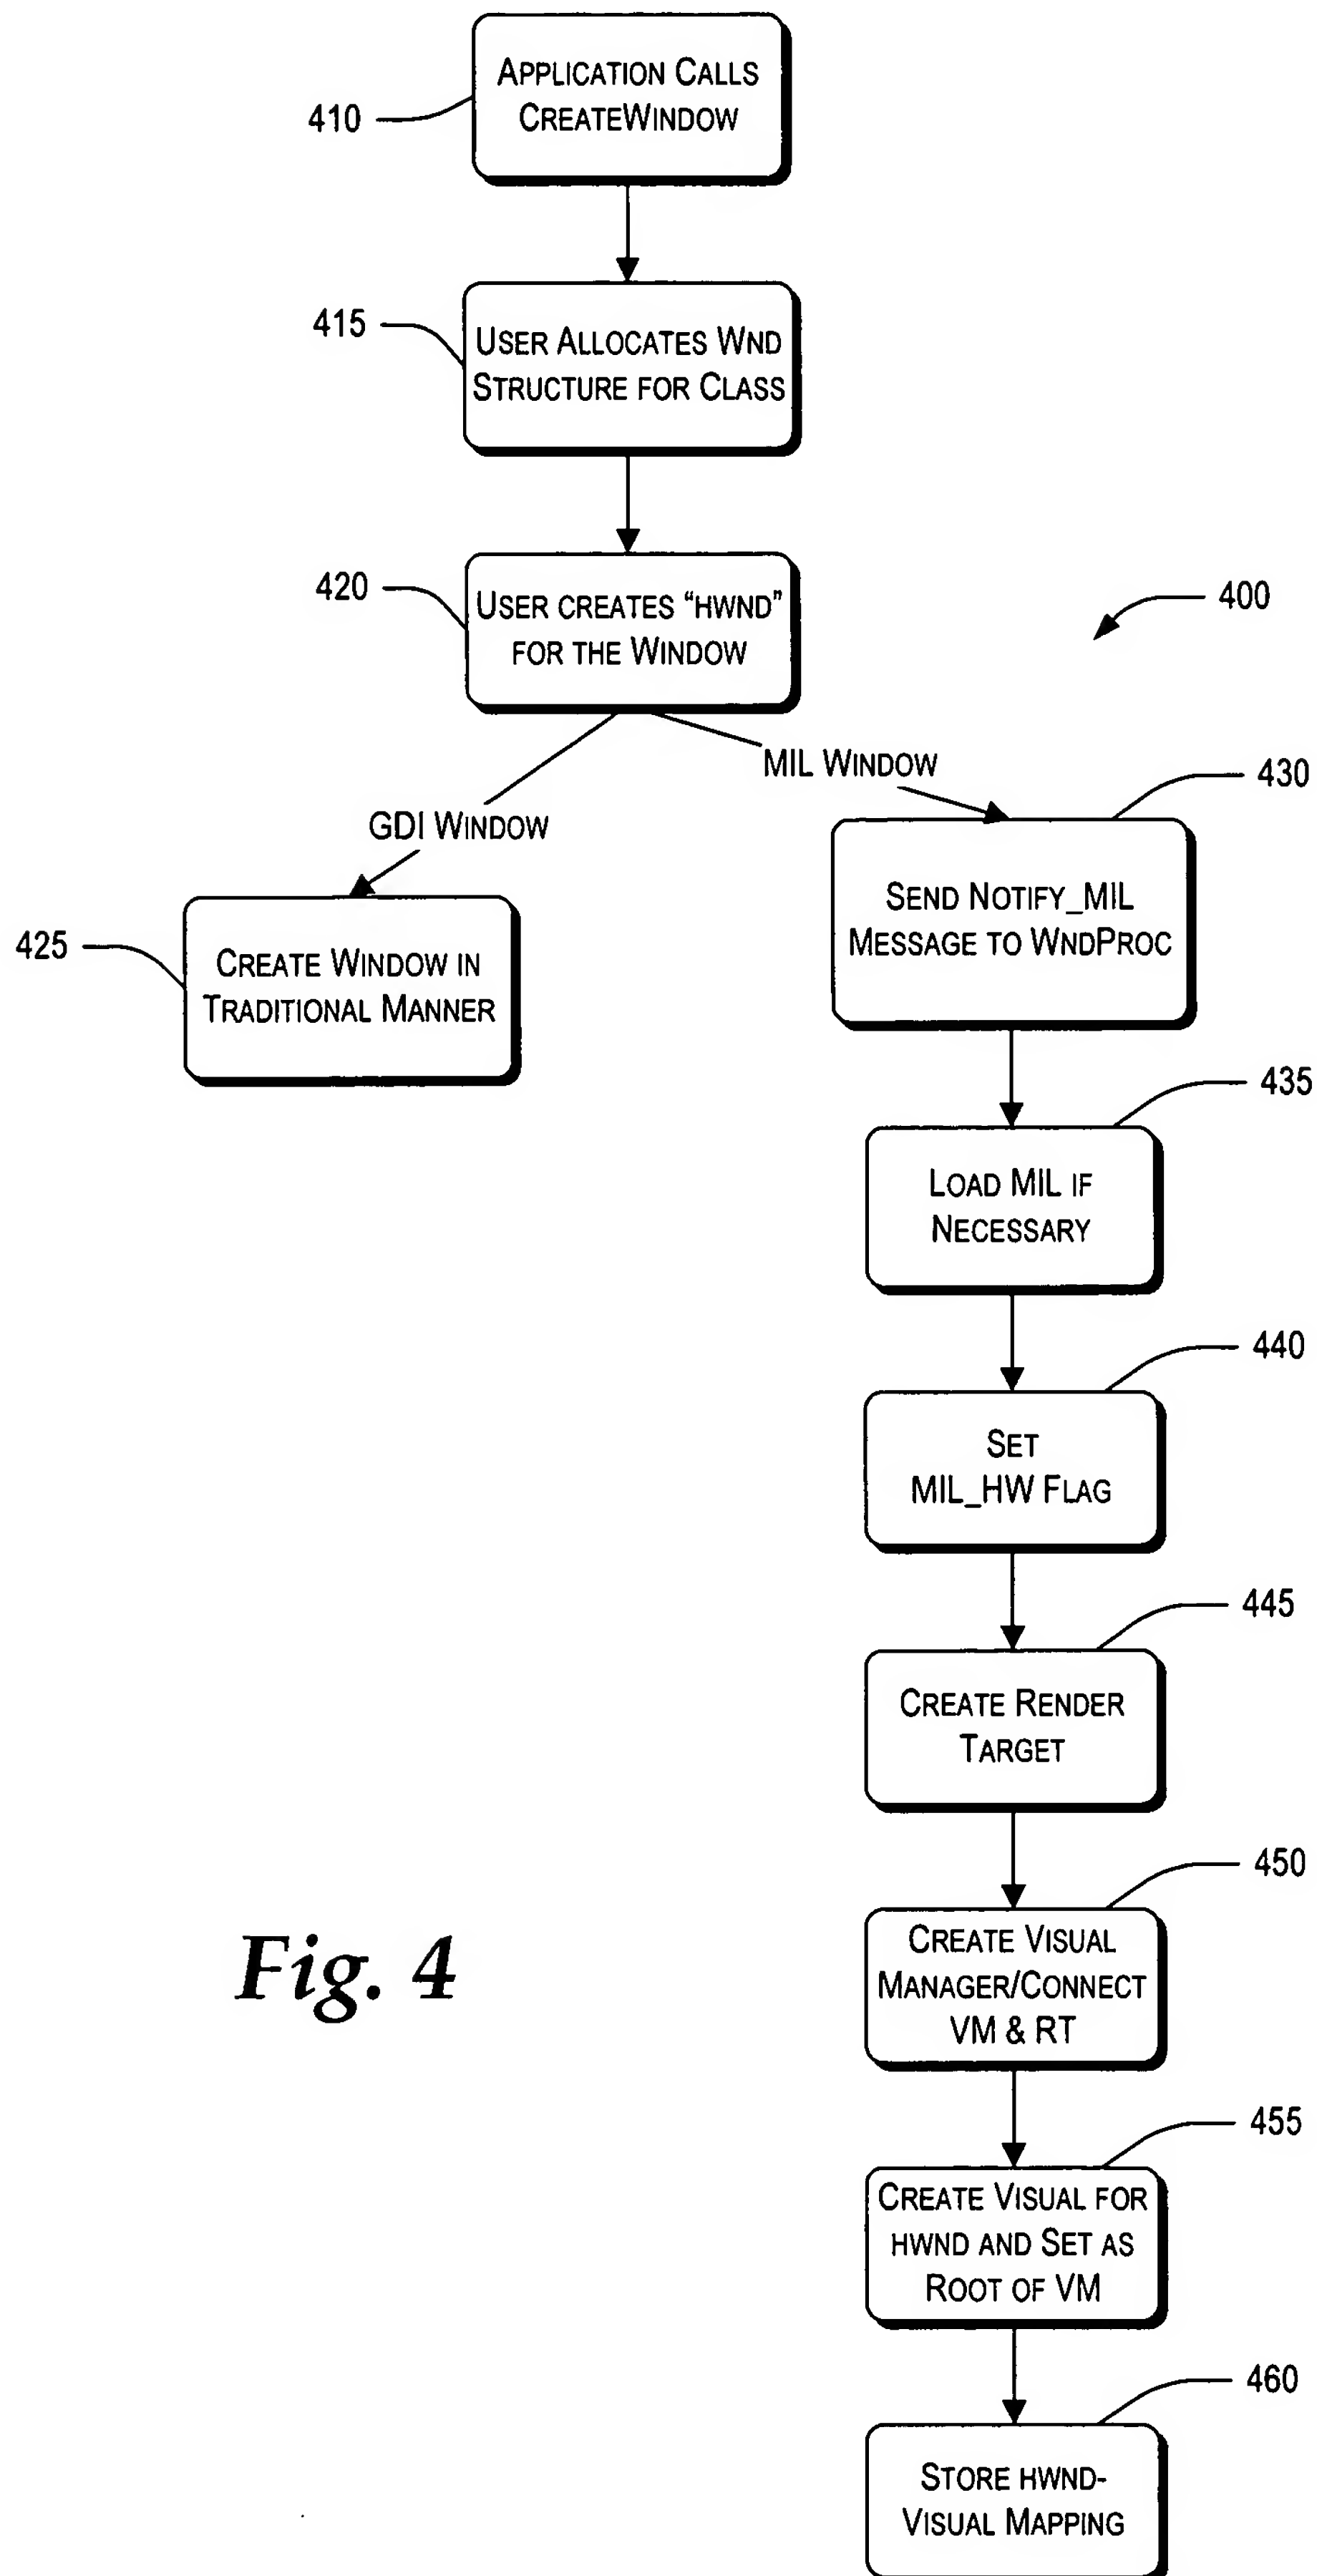 APPLICATION CALLS
CREATEWINDOW
410
415
USER ALLOCATES WND
STRUCTURE FOR CLASS
420
USER CREATES “HWND”
FOR THE WINDOW
400
MIL WINDOW
GDI WINDOW
430
SEND NOTIFY_MIL
MESSAGE TO WNDPROC
425
CREATE WINDOW IN
TRADITIONAL MANNER
435
LOAD MIL IF
NECESSARY
440
SET
MIL_HW FLAG
445
CREATE RENDER
TARGET
450
CREATE VISUAL
MANAGER/CONNECT
VM & RT
Fig. 4
455
CREATE VISUAL FOR
HWND AND SET AS
ROOT OF VM
460
STORE HWND-
VISUAL MAPPING